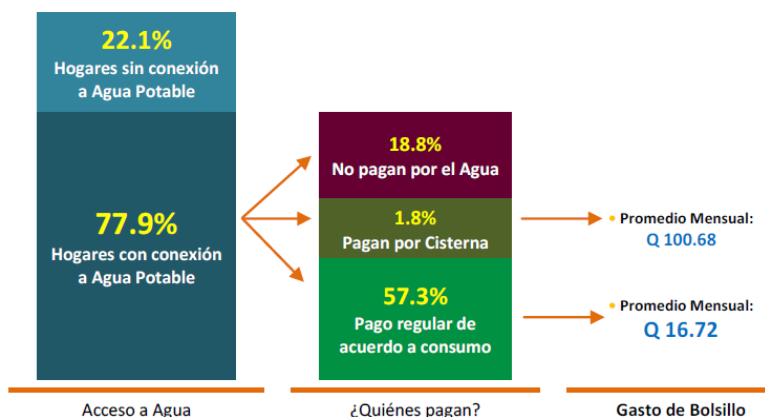 22.1%
Hogares sin conexión
a Agua Potable
77.9%
Hogares con conexión
a Agua Potable
18.8%
No pagan por el Agua
1.8%
Pagan por Cisterna
57.3%
Pago regular de
acuerdo a consumo
• Promedio Mensual:
Q 100.68
• Promedio Mensual:
Q 16.72
Acceso a Agua
¿Quiénes pagan?
Gasto de Bolsillo